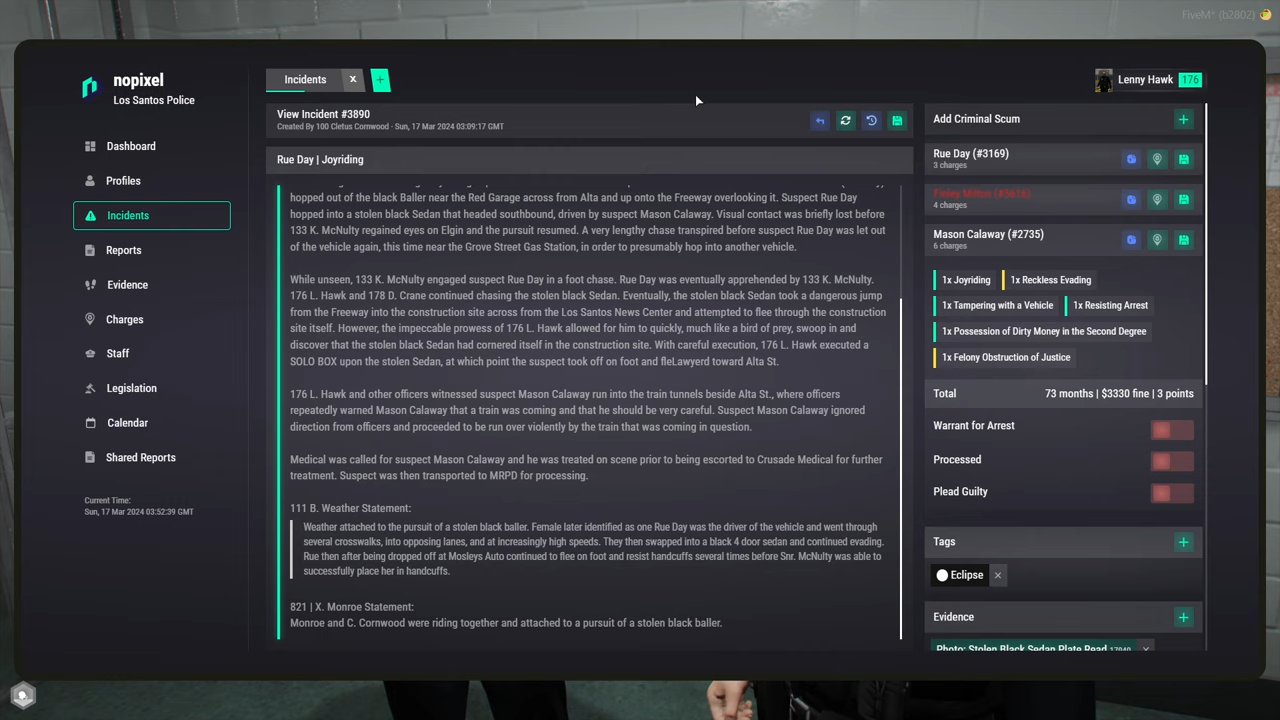 FiveM* (b2802)
nopixel
Los Santos Police
Dashboard
Profiles
Incidents
Reports
Evidence
Charges
Staff
Legislation
Calendar
Shared Reports
Current Time:
Sun, 17 Mar 2024 03:52:39 GMT
Incidents x +
Lenny Hawk 176
View Incident #3890
Created By 100 Cletus Cornwood - Sun, 17 Mar 2024 03:09:17 GMT
Rue Day | Joyriding
hopped out of the black Baller near the Red Garage across from Alta and up onto the Freeway overlooking it. Suspect Rue Day
hopped into a stolen black Sedan that headed southbound, driven by suspect Mason Calaway. Visual contact was briefly lost before
133 K. McNulty regained eyes on Elgin and the pursuit resumed. A very lengthy chase transpired before suspect Rue Day was let out
of the vehicle again, this time near the Grove Street Gas Station, in order to presumably hop into another vehicle.
While unseen, 133 K. McNulty engaged suspect Rue Day in a foot chase. Rue Day was eventually apprehended by 133 K. McNulty.
176 L. Hawk and 178 D. Crane continued chasing the stolen black Sedan. Eventually, the stolen black Sedan took a dangerous jump
from the Freeway into the construction site across from the Los Santos News Center and attempted to flee through the construction
site itself. However, the impeccable prowess of 176 L. Hawk allowed for him to quickly, much like a bird of prey, swoop in and
discover that the stolen black Sedan had cornered itself in the construction site. With careful execution, 176 L. Hawk executed a
SOLO BOX upon the stolen Sedan, at which point the suspect took off on foot and fleLawyerd toward Alta St.
176 L. Hawk and other officers witnessed suspect Mason Calaway run into the train tunnels beside Alta St., where officers
repeatedly warned Mason Calaway that a train was coming and that he should be very careful. Suspect Mason Calaway ignored
direction from officers and proceeded to be run over violently by the train that was coming in question.
Medical was called for suspect Mason Calaway and he was treated on scene prior to being escorted to Crusade Medical for further
treatment. Suspect was then transported to MRPD for processing.
111 B. Weather Statement:
Weather attached to the pursuit of a stolen black baller. Female later identified as one Rue Day was the driver of the vehicle and went through
several crosswalks, into opposing lanes, and at increasingly high speeds. They then swapped into a black 4 door sedan and continued evading.
Rue then after being dropped off at Mosleys Auto continued to flee on foot and resist handcuffs several times before Snr. McNulty was able to
successfully place her in handcuffs.
821 | X. Monroe Statement:
Monroe and C. Cornwood were riding together and attached to a pursuit of a stolen black baller.
Add Criminal Scum +
Rue Day (#3169)
3 charges
Finley Milton (#5616)
4 charges
Mason Calaway (#2735)
6 charges
1x Joyriding 1x Reckless Evading
1x Tampering with a Vehicle 1x Resisting Arrest
1x Possession of Dirty Money in the Second Degree
1x Felony Obstruction of Justice
Total 73 months | $3330 fine | 3 points
Warrant for Arrest
Processed
Plead Guilty
Tags +
Eclipse x
Evidence +
Photo: Stolen Black Sedan Plate Read